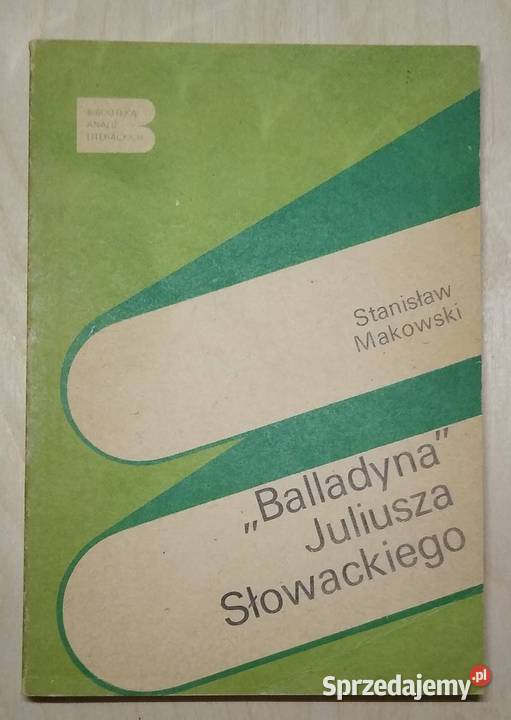 BIBLIOTEKA
ANALIZ
LITERACKICH
Stanisław
Makowski
„Balladyna”
Juliusza
Słowackiego
Sprzedajemy.pl